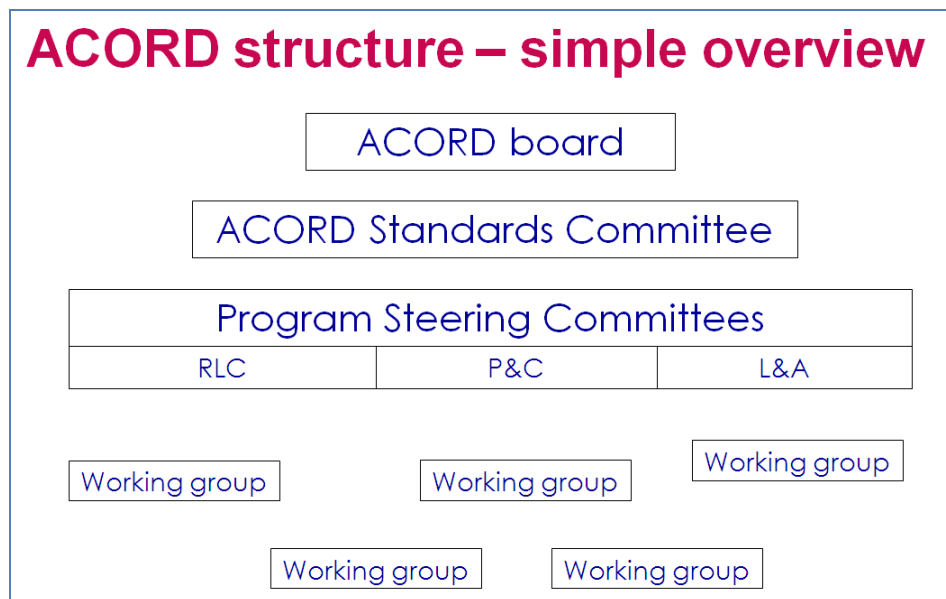 ACORD structure – simple overview
ACORD board
ACORD Standards Committee
Program Steering Committees
RLC
P&C
L&A
Working group
Working group
Working group
Working group
Working group